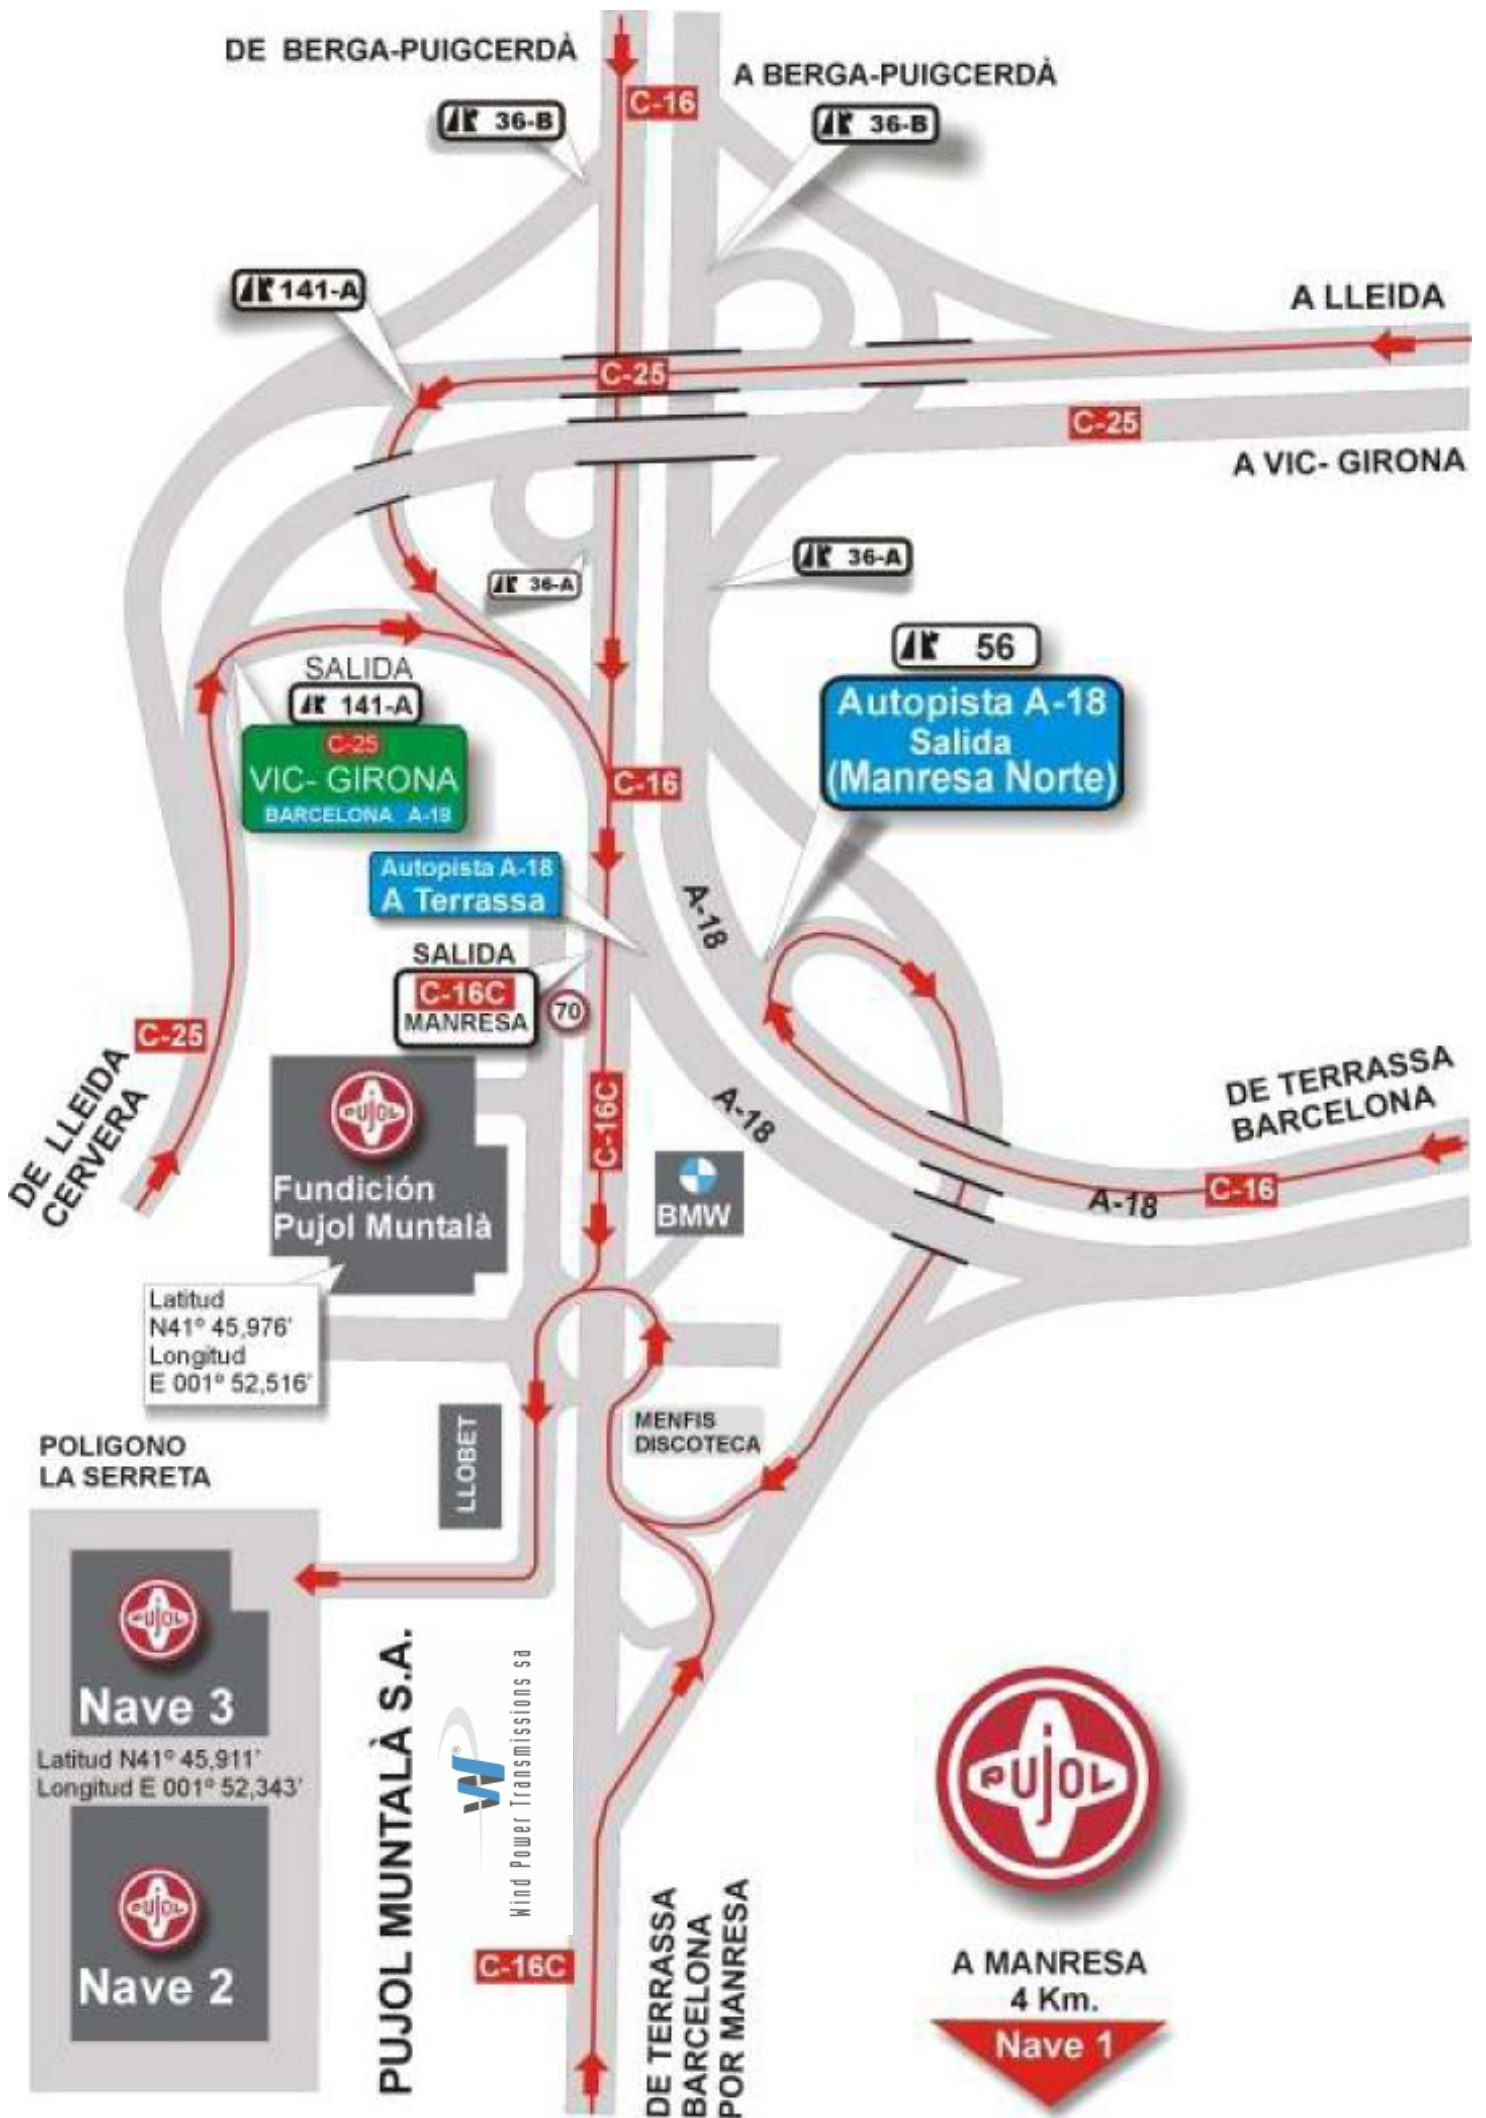 DE BERGA-PUIGCERDÀ
A BERGA-PUIGCERDÀ
C-16
36-B
36-B
141-A
A LLEIDA
C-25
C-25
A VIC- GIRONA
36-A
36-A
56
Autopista A-18
Salida
(Manresa Norte)
SALIDA
141-A
C-25
VIC- GIRONA
BARCELONA A-18
C-16
Autopista A-18
A Terrassa
A-18
SALIDA
C-16C
MANRESA
70
C-25
DE LLEIDA
CERVERA
C-16C
A-18
DE TERRASSA
BARCELONA
C-16
A-18
PUJOL
Fundición
Pujol Muntalà
BMW
Latitud
N41º 45,976'
Longitud
E 001º 52,516'
LLOBET
MENFIS
DISCOTECA
POLIGONO
LA SERRETA
PUJOL
Nave 3
Latitud N41º 45,911'
Longitud E 001º 52,343'
PUJOL
Nave 2
PUJOL MUNTALÀ S.A.
W®
Wind Power Transmissions sa
C-16C
DE TERRASSA
BARCELONA
POR MANRESA
PUJOL
A MANRESA
4 Km.
Nave 1